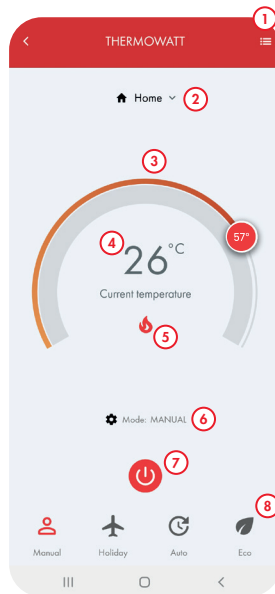 1
THERMOWATT
Home 2
3
57°
4 26 °C
Current temperature
5
Mode: MANUAL 6
7
8
Manual Holiday Auto Eco